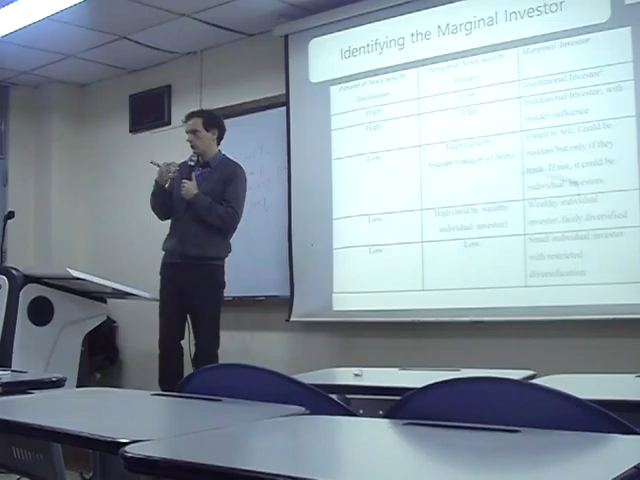 Identifying the Marginal Investor
Percent of Stock held by Percent of Stock held by Marginal Investor
Institutions Insiders
High Low Institutional Investor*
High High Institutional Investor, with
insider influence
Low High (held by Tough to tell; Could be
founder/manager of firm) insiders but only if they
trade. If not, it could be
individual investors.
Low High (held by wealthy Wealthy individual
individual investor) investor, fairly diversified
Low Low Small individual investor
with restricted
diversification